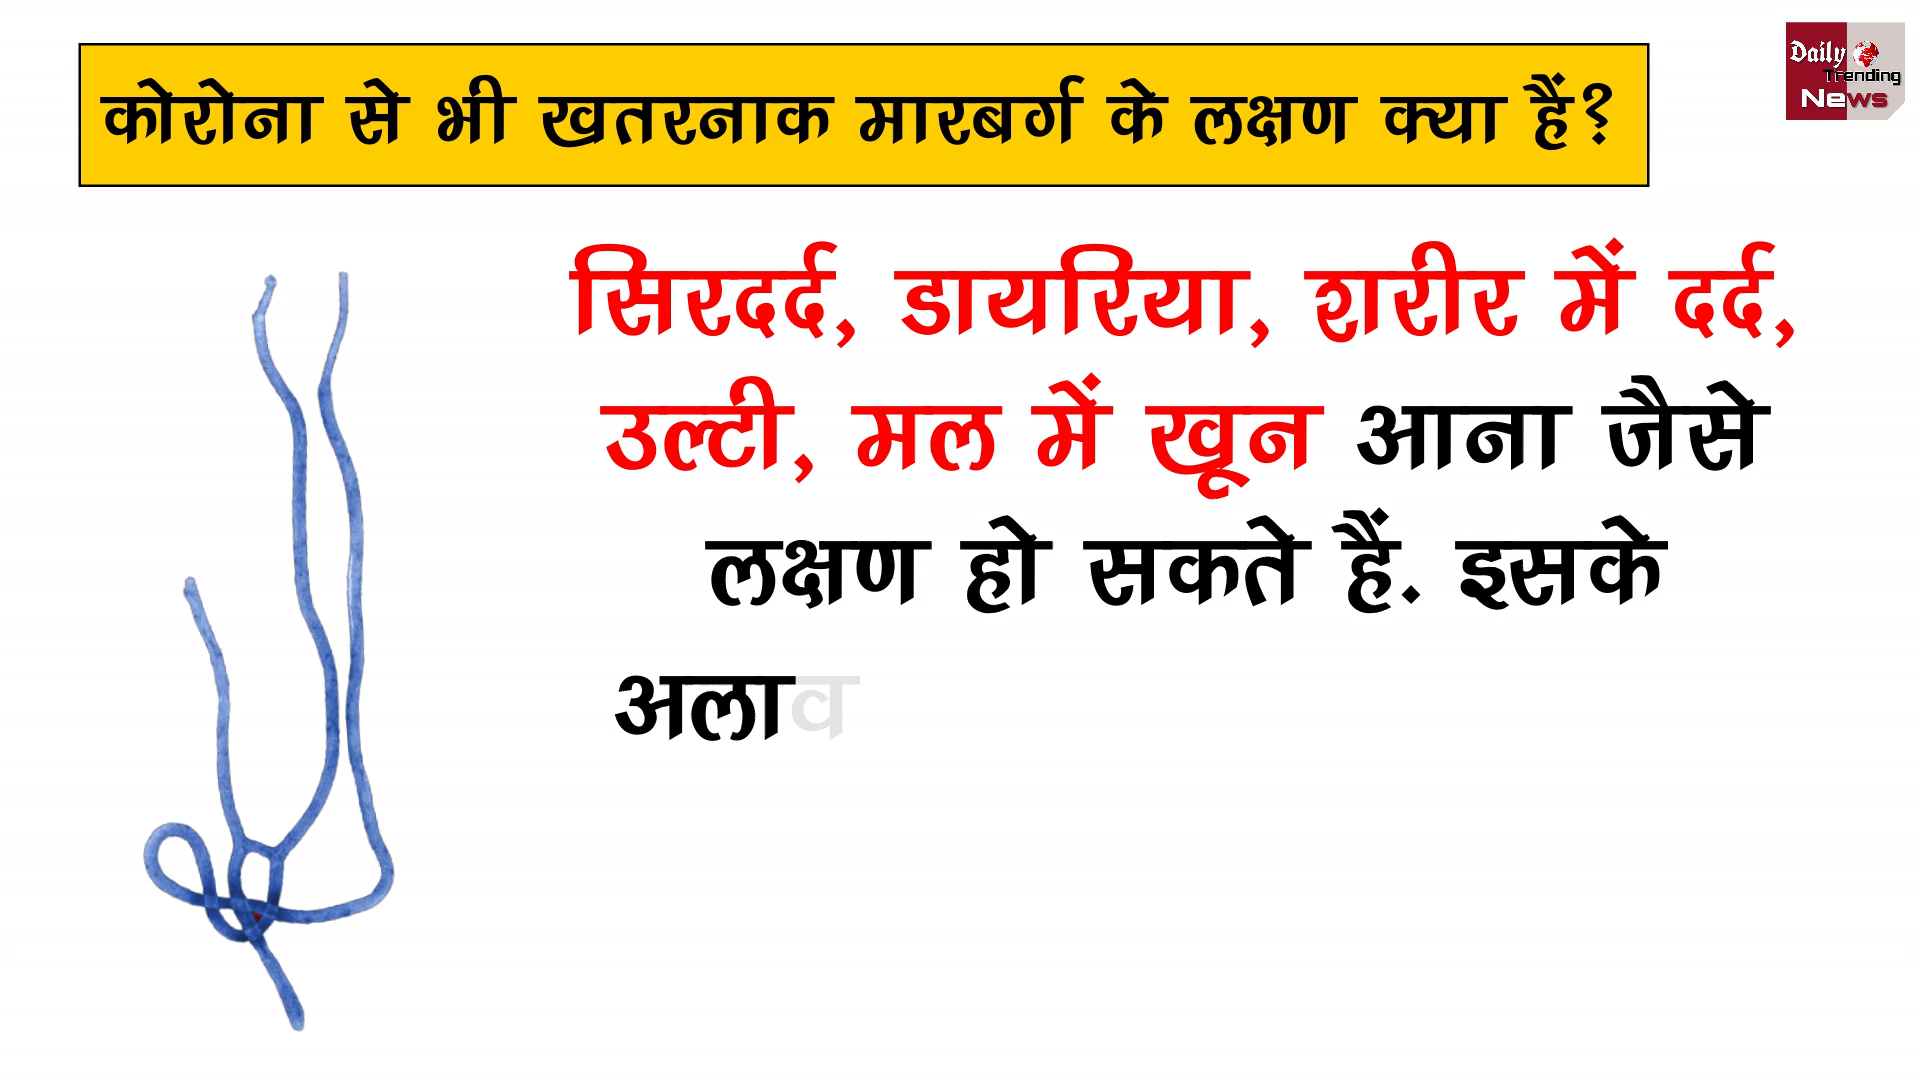 कोरोना से भी खतरनाक मारबर्ग के लक्षण क्या हैं?
Daily
Trending
News
सिरदर्द, डायरिया, शरीर में दर्द,
उल्टी, मल में खून आना जैसे
लक्षण हो सकते हैं. इसके
अलाव